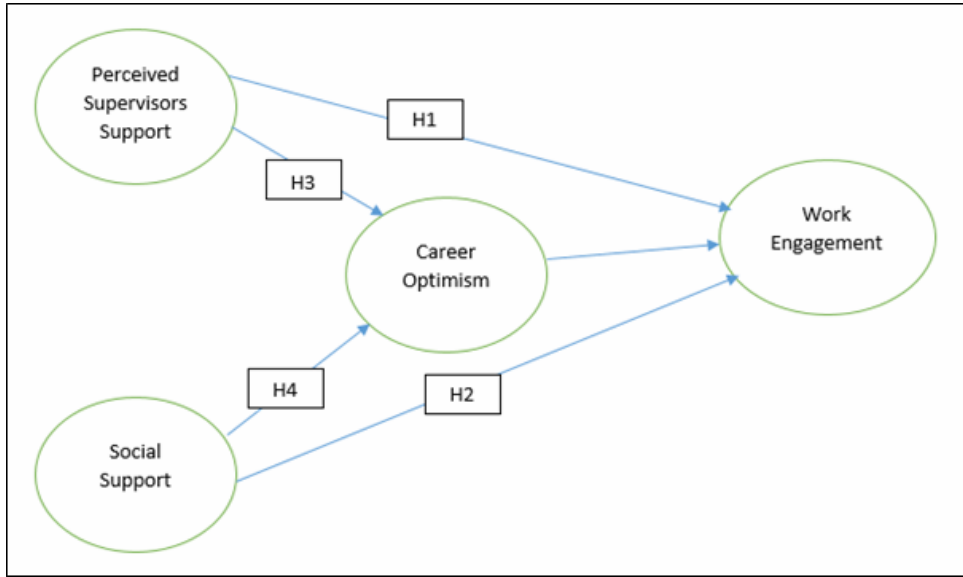 Perceived
Supervisors
Support
H1
H3
Work
Engagement
Career
Optimism
H4
H2
Social
Support